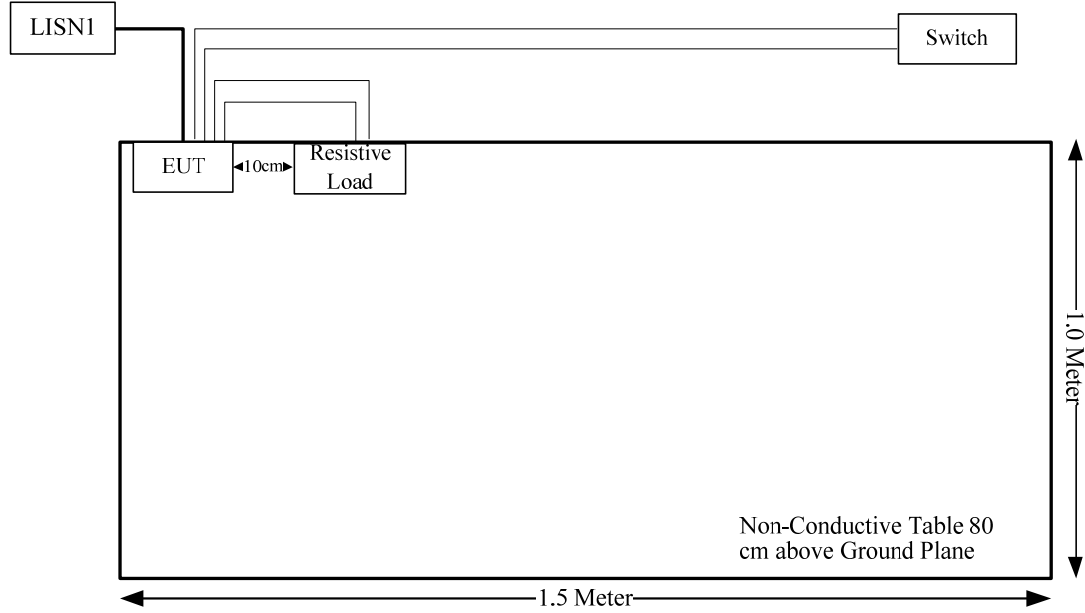 LISN1
Switch
EUT
10cm
Resistive
Load
1.0 Meter
Non-Conductive Table 80
cm above Ground Plane
1.5 Meter